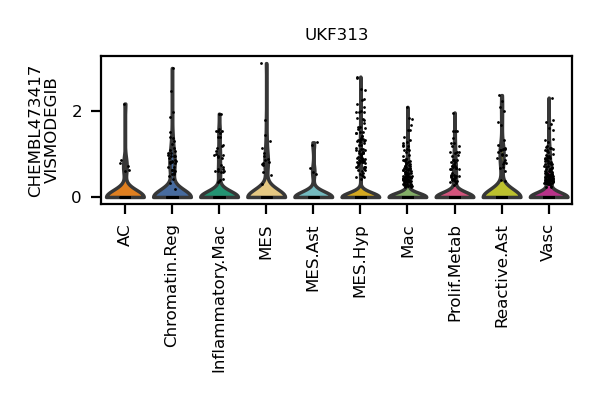 UKF313
CHEMBL473417
VISMODEGIB
2
0
AC
Chromatin.Reg
Inflammatory.Mac
MES
MES.Ast
MES.Hyp
Mac
Prolif.Metab
Reactive.Ast
Vasc